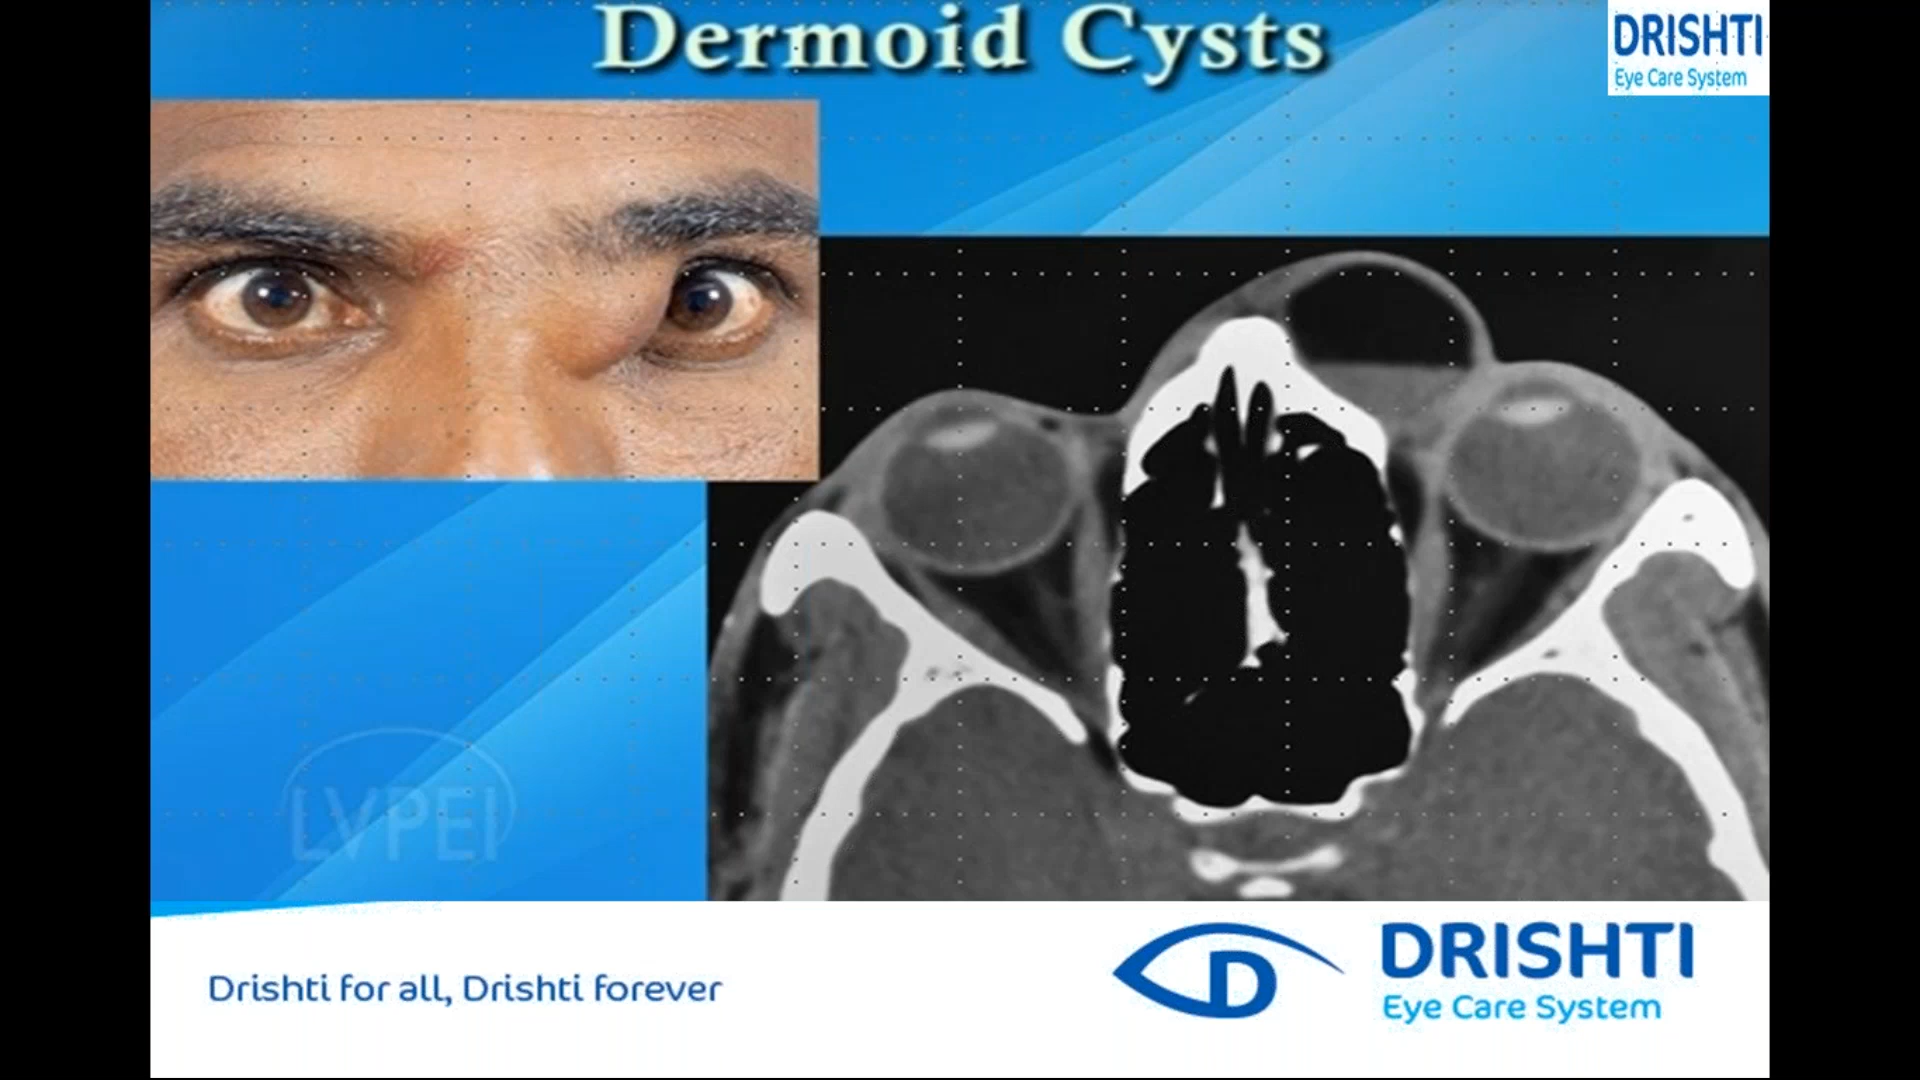 Dermoid Cysts
DRISHTI
Eye Care System
LVPEI
Drishti for all, Drishti forever
D
DRISHTI
Eye Care System